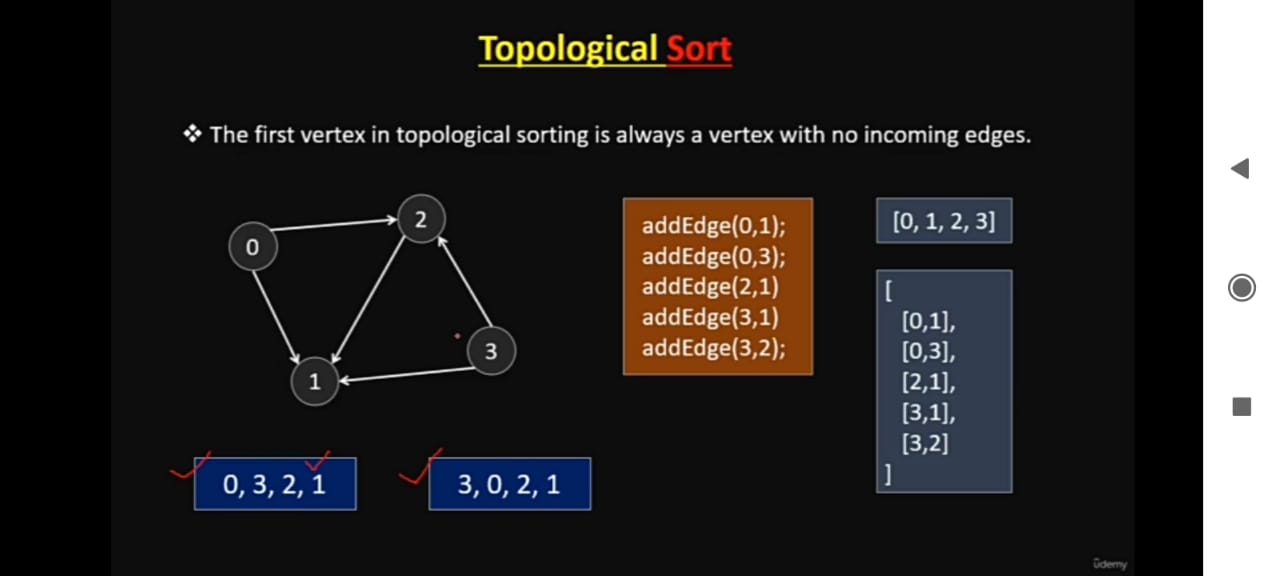 Topological Sort
❖ The first vertex in topological sorting is always a vertex with no incoming edges.
0
2
3
1
addEdge(0,1);
addEdge(0,3);
addEdge(2,1)
addEdge(3,1)
addEdge(3,2);
[0, 1, 2, 3]
[
[0,1],
[0,3],
[2,1],
[3,1],
[3,2]
]
0, 3, 2, 1
3, 0, 2, 1
ûdemy